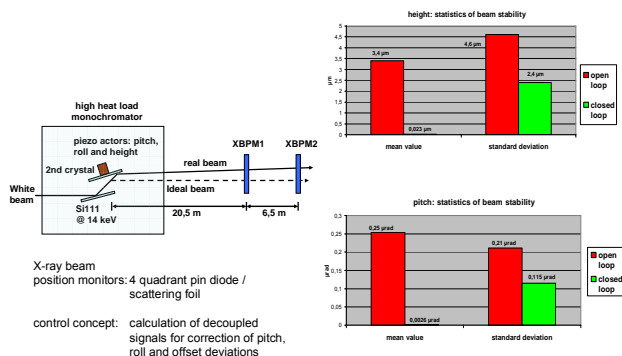 high heat load
monochromator
piezo actors: pitch,
roll and height
2nd crystal
White
beam
Si111
@ 14 keV
real beam
Ideal beam
XBPM1
XBPM2
20,5 m
6,5 m
X-ray beam
position monitors: 4 quadrant pin diode /
scattering foil
control concept: calculation of decoupled
signals for correction of pitch,
roll and offset deviations
height: statistics of beam stability
5
4,5
4
3,5
3
2,5
2
1,5
1
0,5
0
µm
3,4 µm
0,023 µm
4,6 µm
2,4 µm
mean value
standard deviation
open
loop
closed
loop
pitch: statistics of beam stability
0,3
0,25
0,2
0,15
0,1
0,05
0
µrad
0,25 µrad
0,0026 µrad
0,21 µrad
0,115 µrad
mean value
standard deviation
open
loop
closed
loop